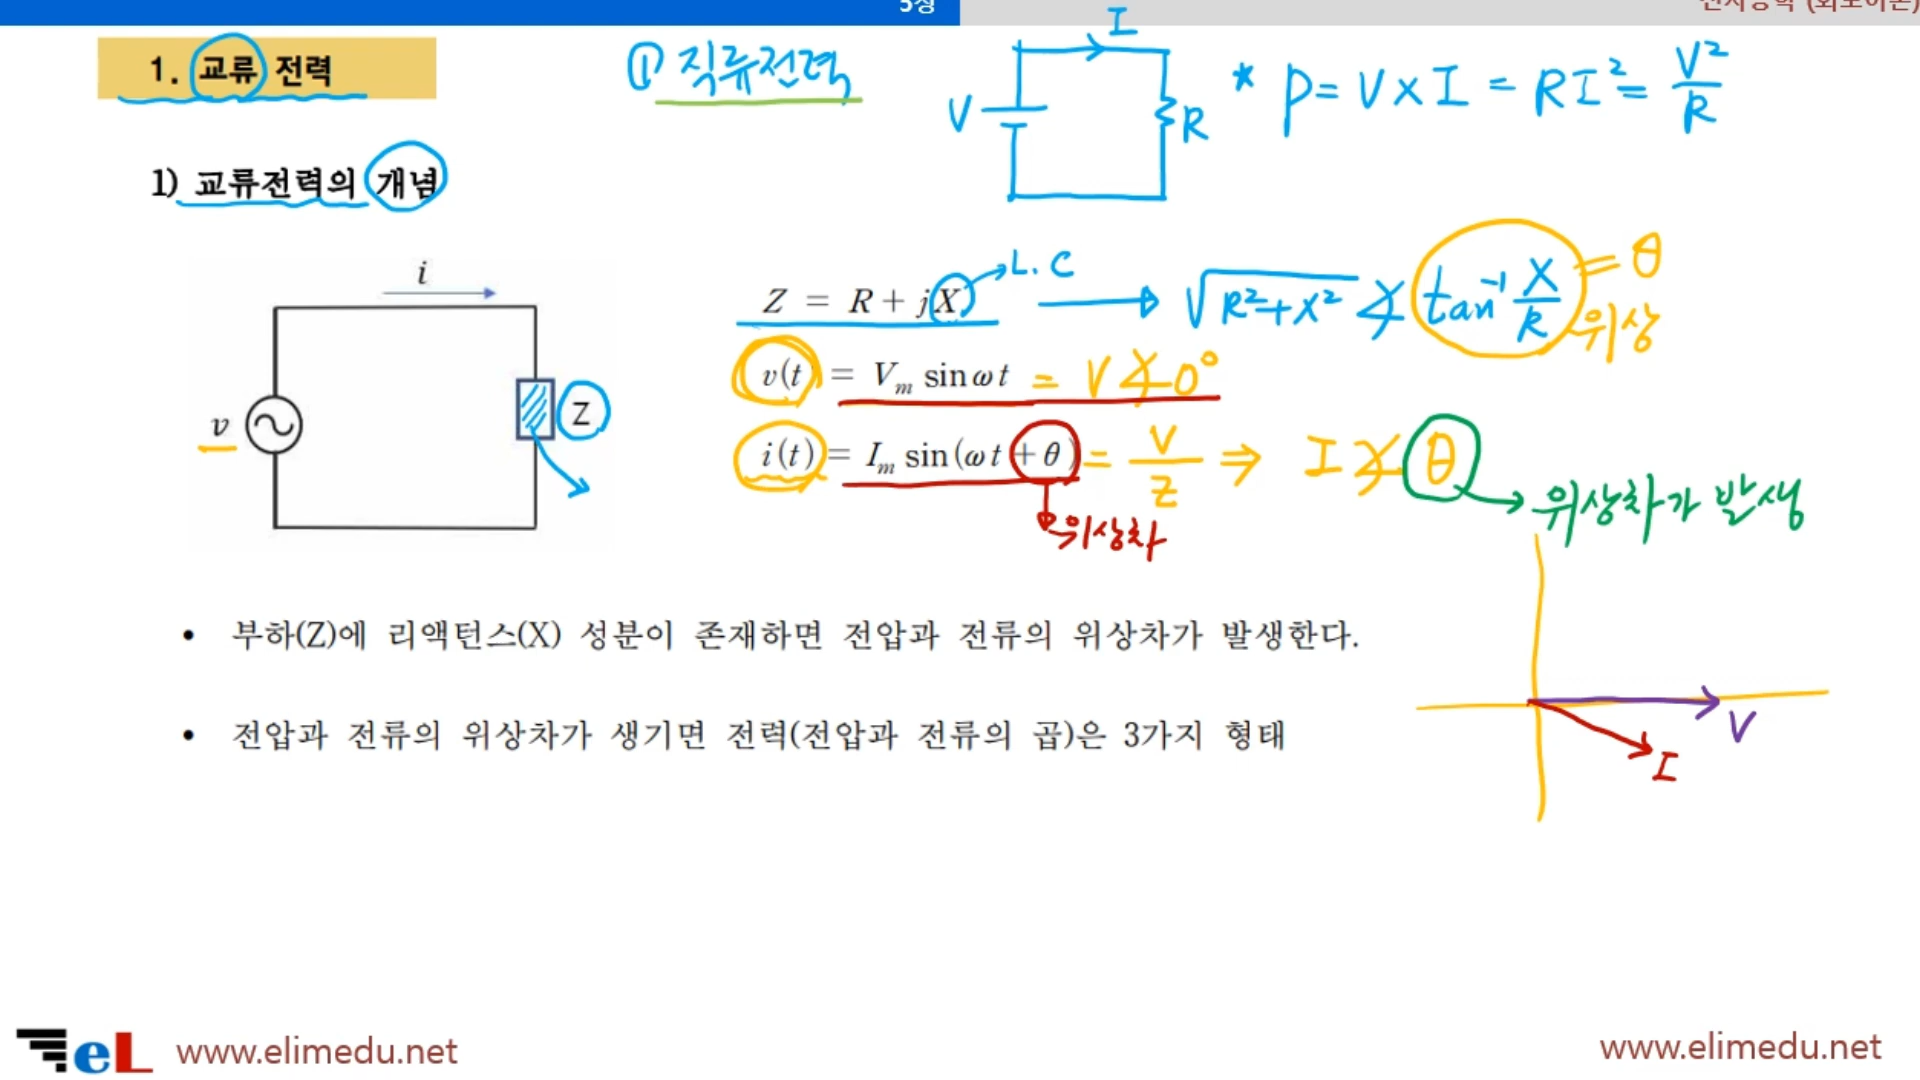 5장
1. 교류 전력
① 직류전력
I
V
R
* P = V × I = RI² = V²/R
1) 교류전력의 개념
i
v
Z
Z = R + jX → L.C → √R²+X² ∠ tan⁻¹ X/R = θ
위상
v(t) = Vₘ sin ωt = V∠0°
i(t) = Iₘ sin(ωt + θ) = V/Z ⇒ I∠θ → 위상차가 발생
위상차
• 부하(Z)에 리액턴스(X) 성분이 존재하면 전압과 전류의 위상차가 발생한다.
V
I
• 전압과 전류의 위상차가 생기면 전력(전압과 전류의 곱)은 3가지 형태
eL www.elimedu.net
www.elimedu.net